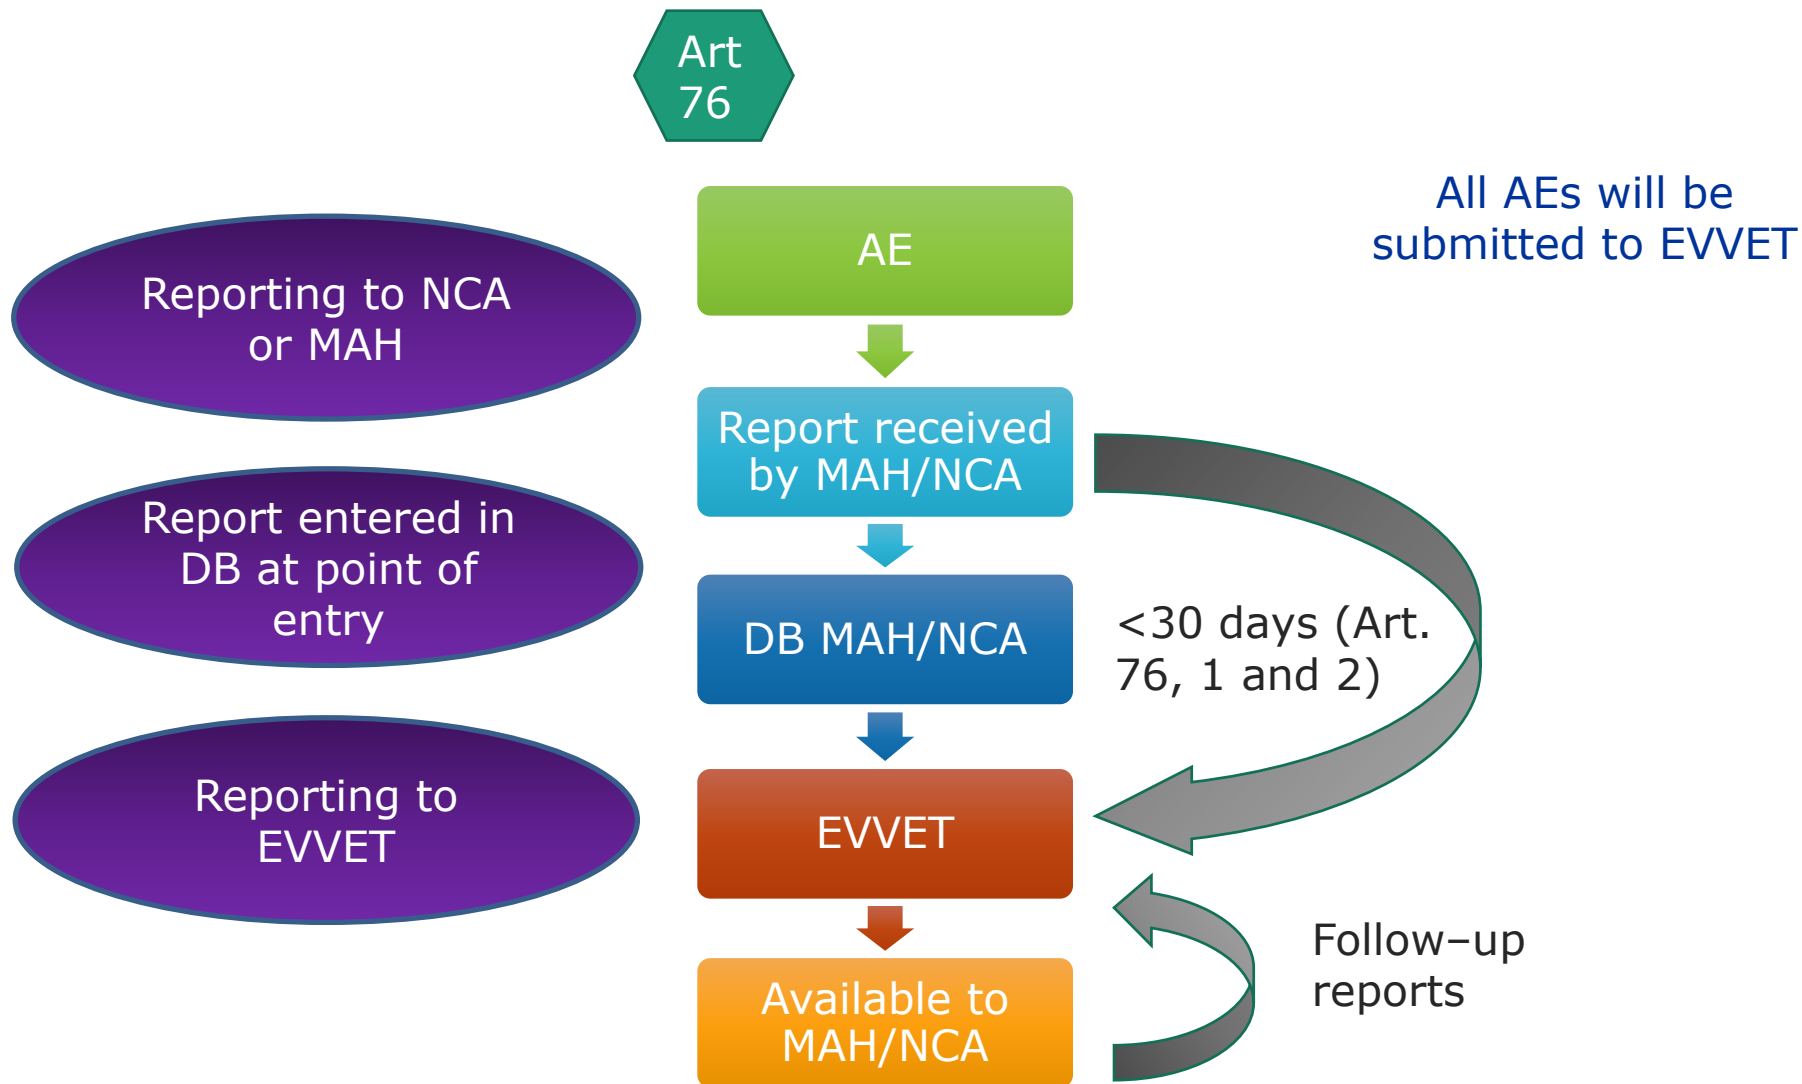 Art
76
All AEs will be
submitted to EVVET
AE
Reporting to NCA
or MAH
Report received
by MAH/NCA
Report entered in
DB at point of
entry
DB MAH/NCA
<30 days (Art.
76, 1 and 2)
Reporting to
EVVET
EVVET
Follow–up
reports
Available to
MAH/NCA